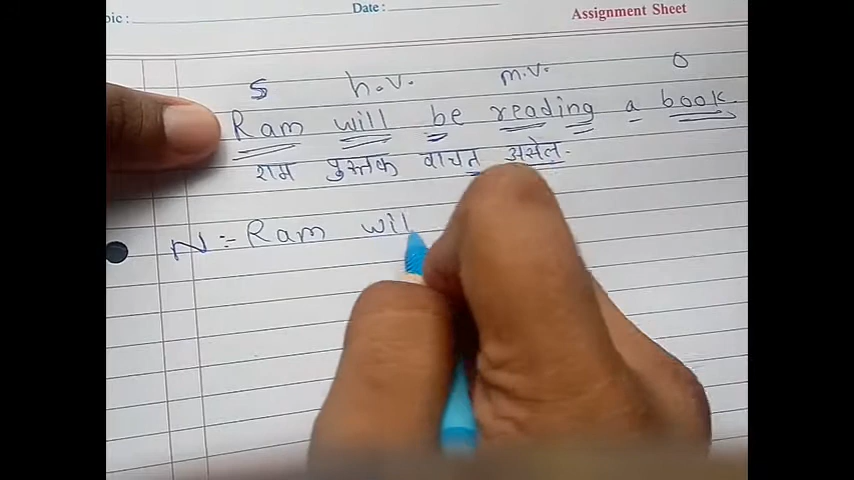 Date:
Assignment Sheet
S h.v. m.v. O
Ram will be reading a book.
राम पुस्तक वाचत असेल.
N:- Ram wil